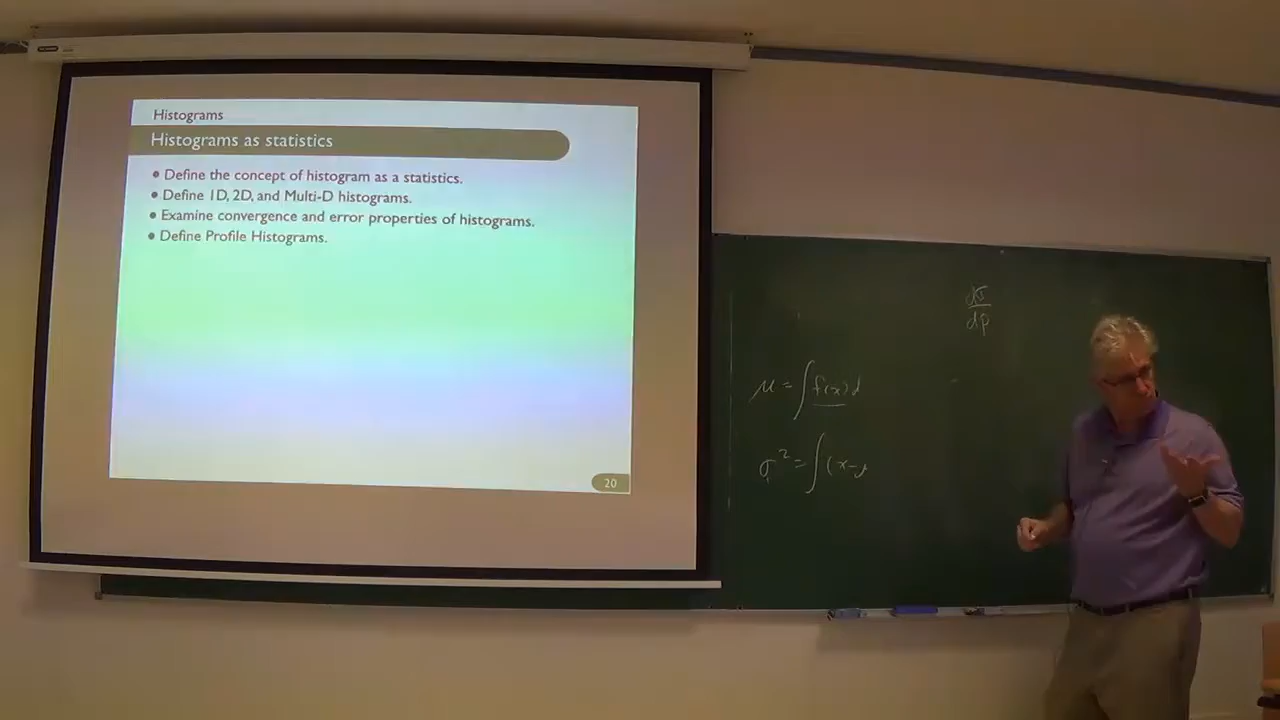 Histograms
Histograms as statistics
• Define the concept of histogram as a statistics.
• Define 1D, 2D, and Multi-D histograms.
• Examine convergence and error properties of histograms.
• Define Profile Histograms.
20
dσ
dp
μ = ∫ f(x) d
σ² = ∫ (x-